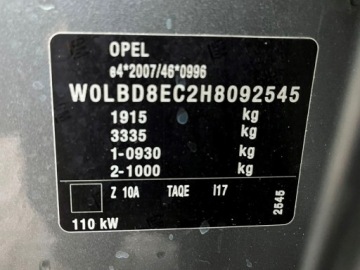 OPEL
e4*2007/46*0996
W0LBD8EC2H8092545
1915 kg
3335 kg
1-0930 kg
2-1000 kg
Z 10A TAQE I17
2545
110 kW